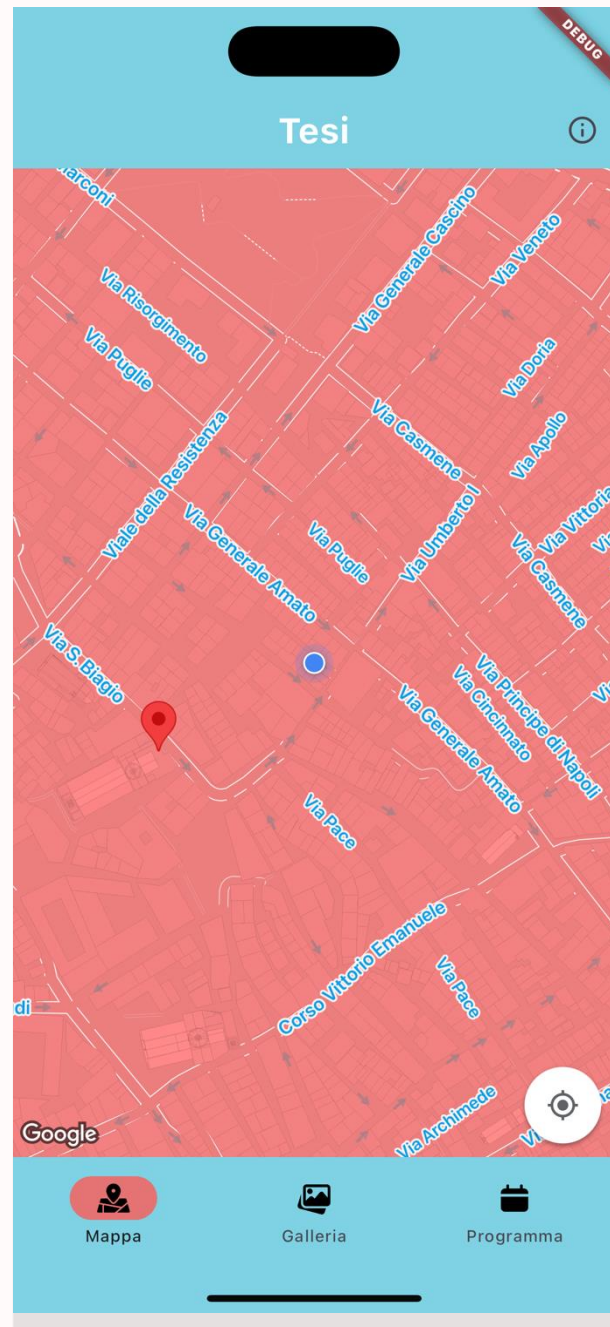 DEBUG
Tesi
arconi
Via Generale Cascino
Via Veneto
Via Risorgimento
Via Puglie
Via Doria
Via Casmene
Via Apollo
Viale della Resistenza
Via Vittoria
Via Umberto I
Via Generale Amato
Via Puglie
Via Casmene
Via S. Biagio
Via Principe di Napoli
Via Cincinnato
Via Generale Amato
Via Pace
Corso Vittorio Emanuele
Via Pace
di
Via Archimede
Google
Mappa
Galleria
Programma